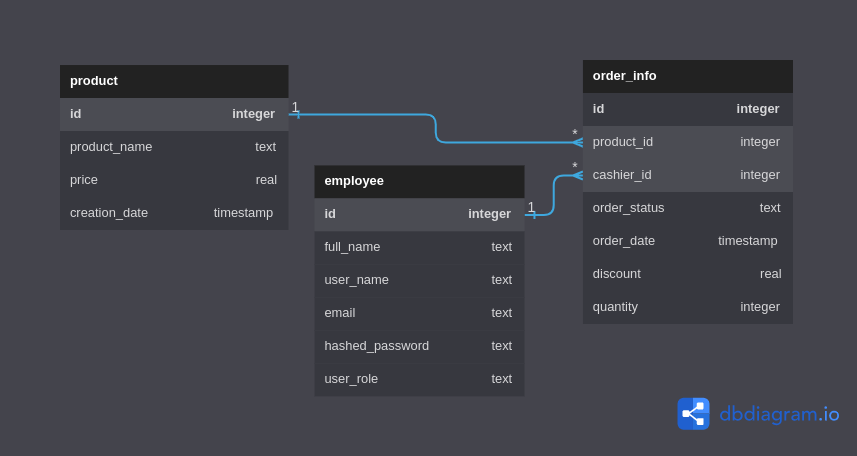 product
id integer
product_name text
price real
creation_date timestamp
employee
id integer
full_name text
user_name text
email text
hashed_password text
user_role text
order_info
id integer
product_id integer
cashier_id integer
order_status text
order_date timestamp
discount real
quantity integer
1
*
1
*
dbdiagram.io